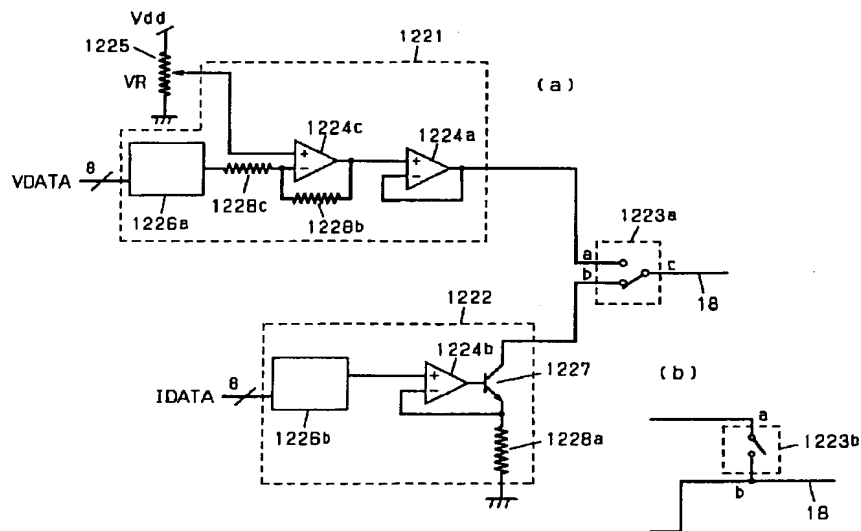 Vdd
1225
VR
1221
(a)
1224c
1224a
+
−
+
−
8
VDATA
1226a
1228c
1228b
1223a
a
b
c
18
1222
1224b
+
−
1227
8
IDATA
1226b
1228a
(b)
a
1223b
b
18